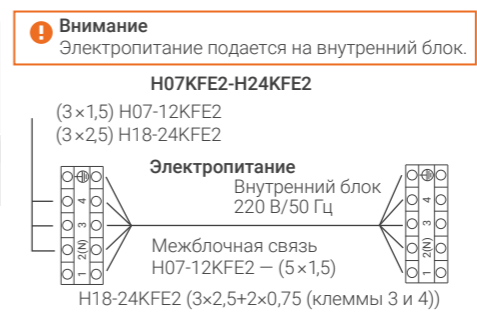 Внимание
Электропитание подается на внутренний блок.
H07KFE2-H24KFE2
(3×1,5) H07-12KFE2
(3×2,5) H18-24KFE2
Электропитание
Внутренний блок
220 В/50 Гц
4
3
2(N)
1
4
3
2(N)
1
Межблочная связь
H07-12KFE2 — (5×1,5)
H18-24KFE2 (3×2,5+2×0,75 (клеммы 3 и 4))